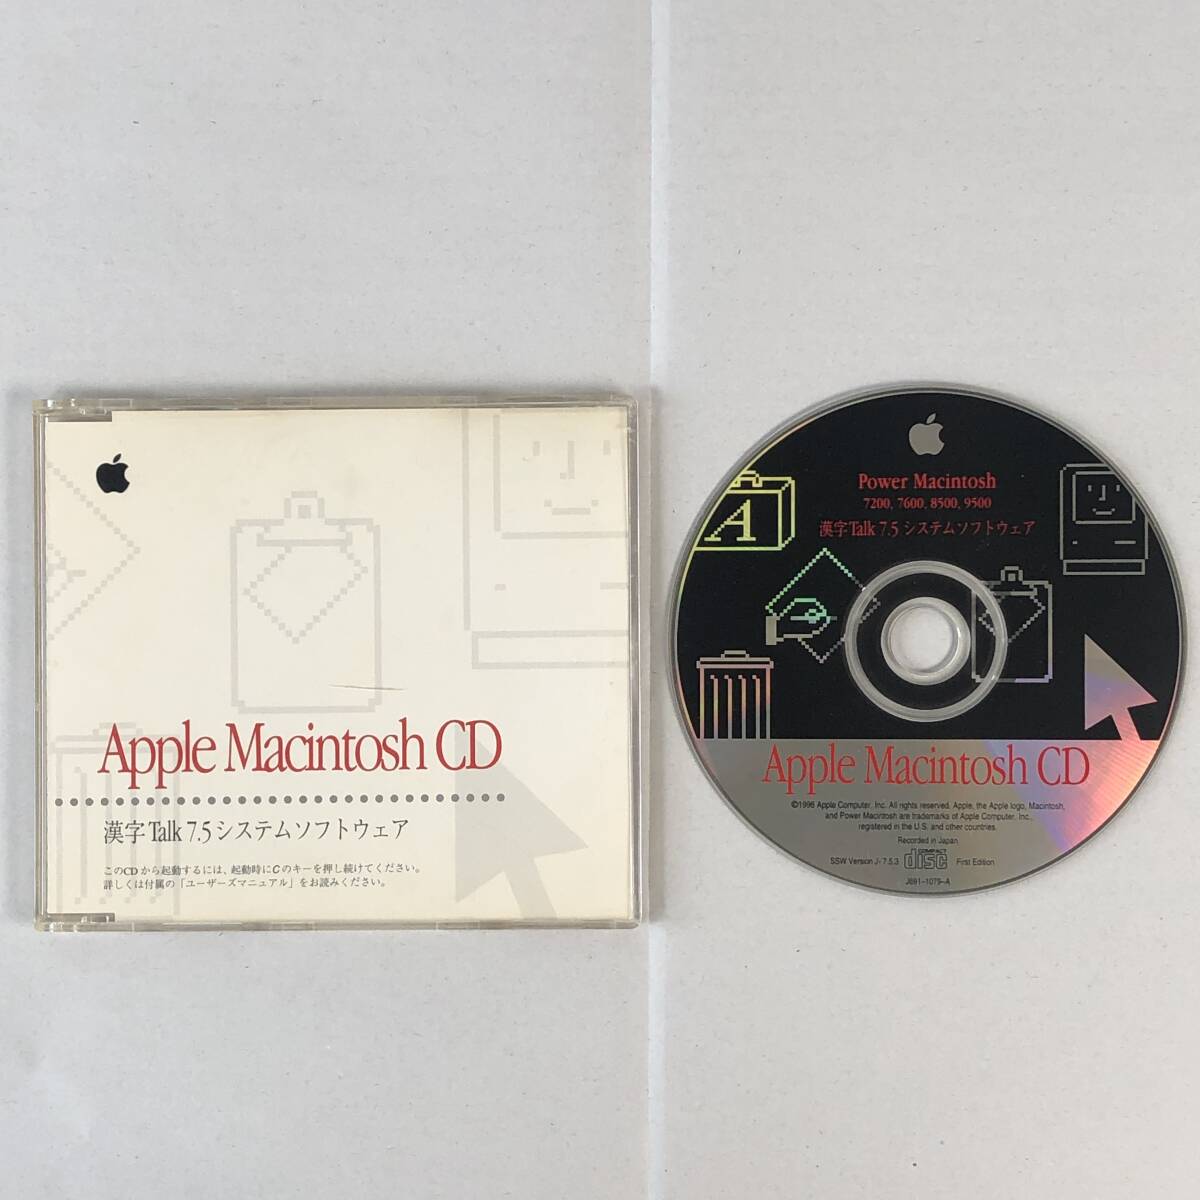 Apple Macintosh CD
漢字Talk 7.5 システムソフトウェア
このCDから起動するには、起動時にCのキーを押し続けてください。
詳しくは付属の「ユーザーズマニュアル」をお読みください。
Power Macintosh
7200, 7600, 8500, 9500
漢字Talk 7.5 システムソフトウェア
A
Apple Macintosh CD
©1996 Apple Computer, Inc. All rights reserved. Apple, the Apple logo, Macintosh,
and Power Macintosh are trademarks of Apple Computer, Inc.,
registered in the U.S. and other countries.
Recorded in Japan
SSW Version J-7.5.3 COMPACT disc First Edition
J691-1075-A